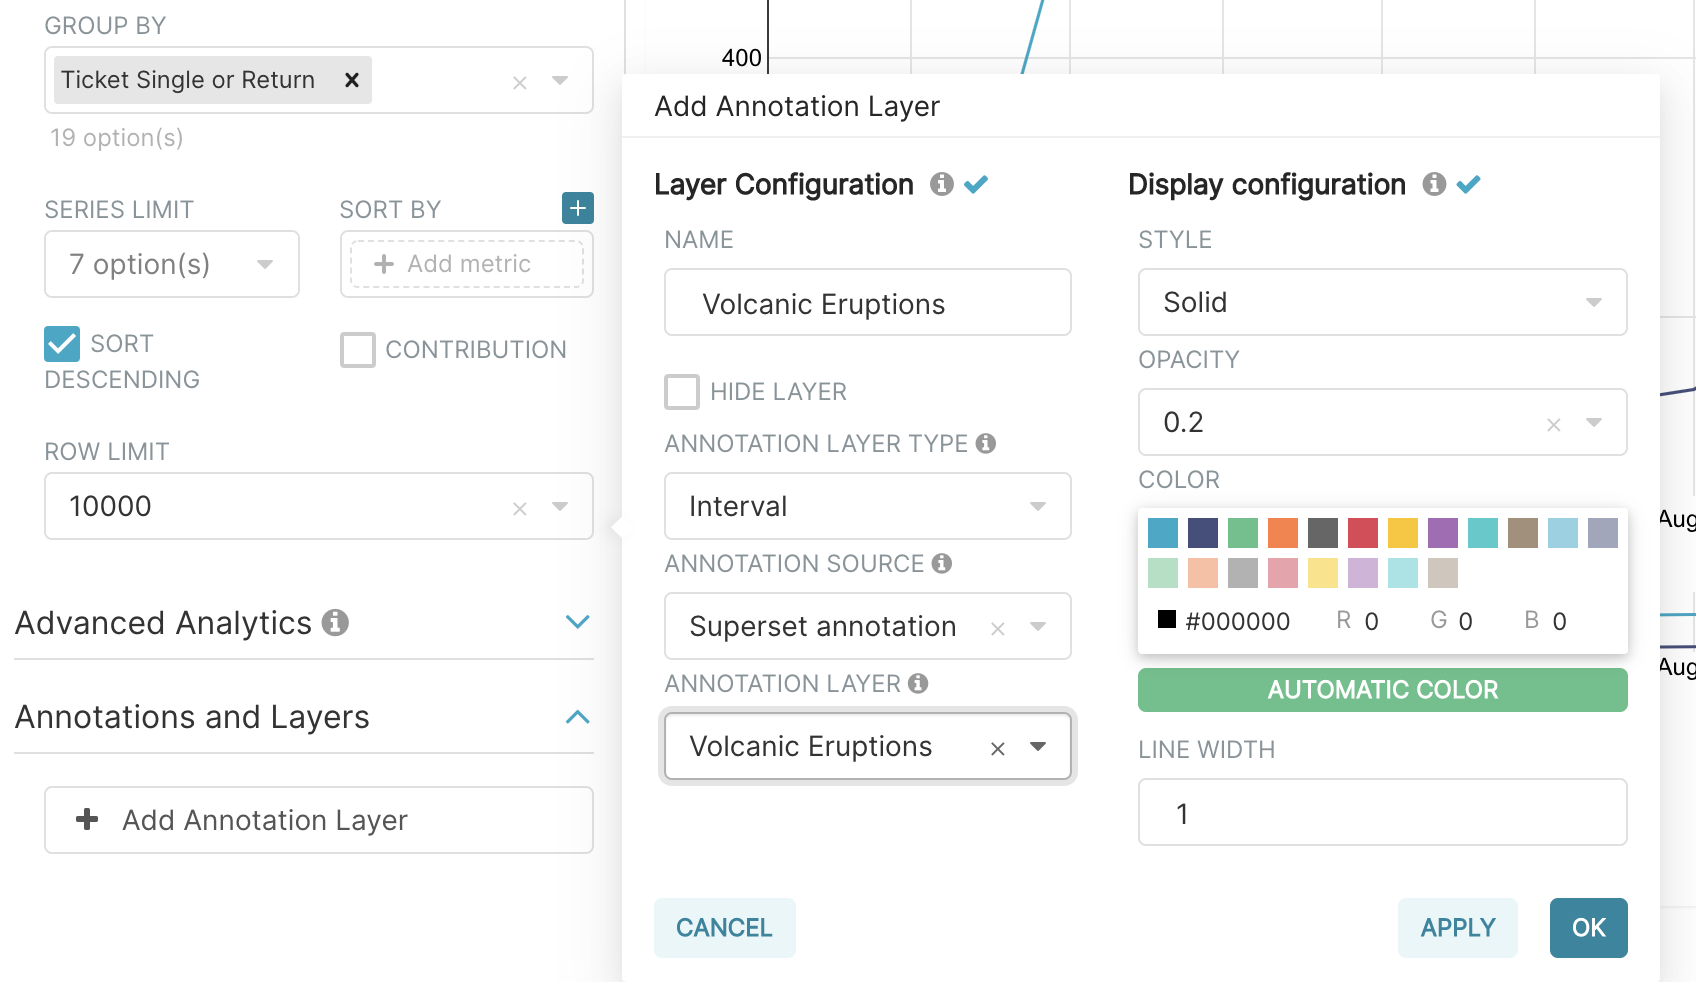 GROUP BY
Ticket Single or Return
19 option(s)
SERIES LIMIT
SORT BY
7 option(s)
Add metric
SORT
DESCENDING
CONTRIBUTION
ROW LIMIT
10000
Advanced Analytics
Annotations and Layers
Add Annotation Layer
400
Add Annotation Layer
Layer Configuration
NAME
Volcanic Eruptions
HIDE LAYER
ANNOTATION LAYER TYPE
Interval
ANNOTATION SOURCE
Superset annotation
ANNOTATION LAYER
Volcanic Eruptions
Display configuration
STYLE
Solid
OPACITY
0.2
COLOR
#000000 R 0 G 0 B 0
AUTOMATIC COLOR
LINE WIDTH
1
CANCEL
APPLY
OK
Aug
Aug